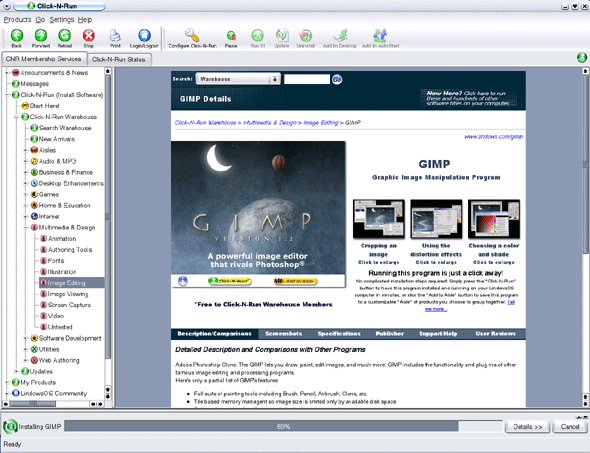 Click-N-Run
Products Go Settings Help
Back Forward Reload Stop Print Login/Logout Configure Click-N-Run Pause Run It! Update Uninstall Add to Desktop Add to AutoStart
CNR Membership Services Click-N-Run Status
Announcements & News
Messages
Click-N-Run (Install Software)
Start Here!
Click-N-Run Warehouse
Search Warehouse
New Arrivals
Aisles
Audio & MP3
Business & Finance
Desktop Enhancements
Games
Home & Education
Internet
Multimedia & Design
Animation
Authoring Tools
Fonts
Illustration
Image Editing
Image Viewing
Screen Capture
Video
Untested
Software Development
Utilities
Web Authoring
Updates
My Products
LindowsOS Community
Search: Warehouse Go
GIMP Details
New Here? Click here to run
these and hundreds of other
software titles on your computer.
Click-N-Run Warehouse > Multimedia & Design > Image Editing > GIMP
www.lindows.com/gimp
GIMP
VERSION 1.2
A powerful image editor
that rivals Photoshop®
*Free to Click-N-Run Warehouse Members
GIMP
Graphic Image Manipulation Program
Cropping an image
Click to enlarge
Using the distortion effects
Click to enlarge
Choosing a color and shade
Click to enlarge
Running this program is just a click away!
No complicated installation steps required! Simply press the "Click-N-Run"
button to have this program installed and running on your LindowsOS
computer in minutes, or click the "Add to Aisle" button to save this program
to a customizable "Aisle" of products you choose to group together. Tell
me more...
Description/Comparisons Screenshots Specifications Publisher Support/Help User Reviews
Detailed Description and Comparisons with Other Programs
Adobe Photoshop Clone. The GIMP lets you draw, paint, edit images, and much more! GIMP includes the functionality and plug-ins of other
famous image editing and processing programs.
Here's only a partial list of GIMP's features:
Full suite of painting tools including Brush, Pencil, Airbrush, Clone, etc.
Tile based memory manager so image size is limited only by available disk space
Installing GIMP 89% Details >> Cancel
Ready